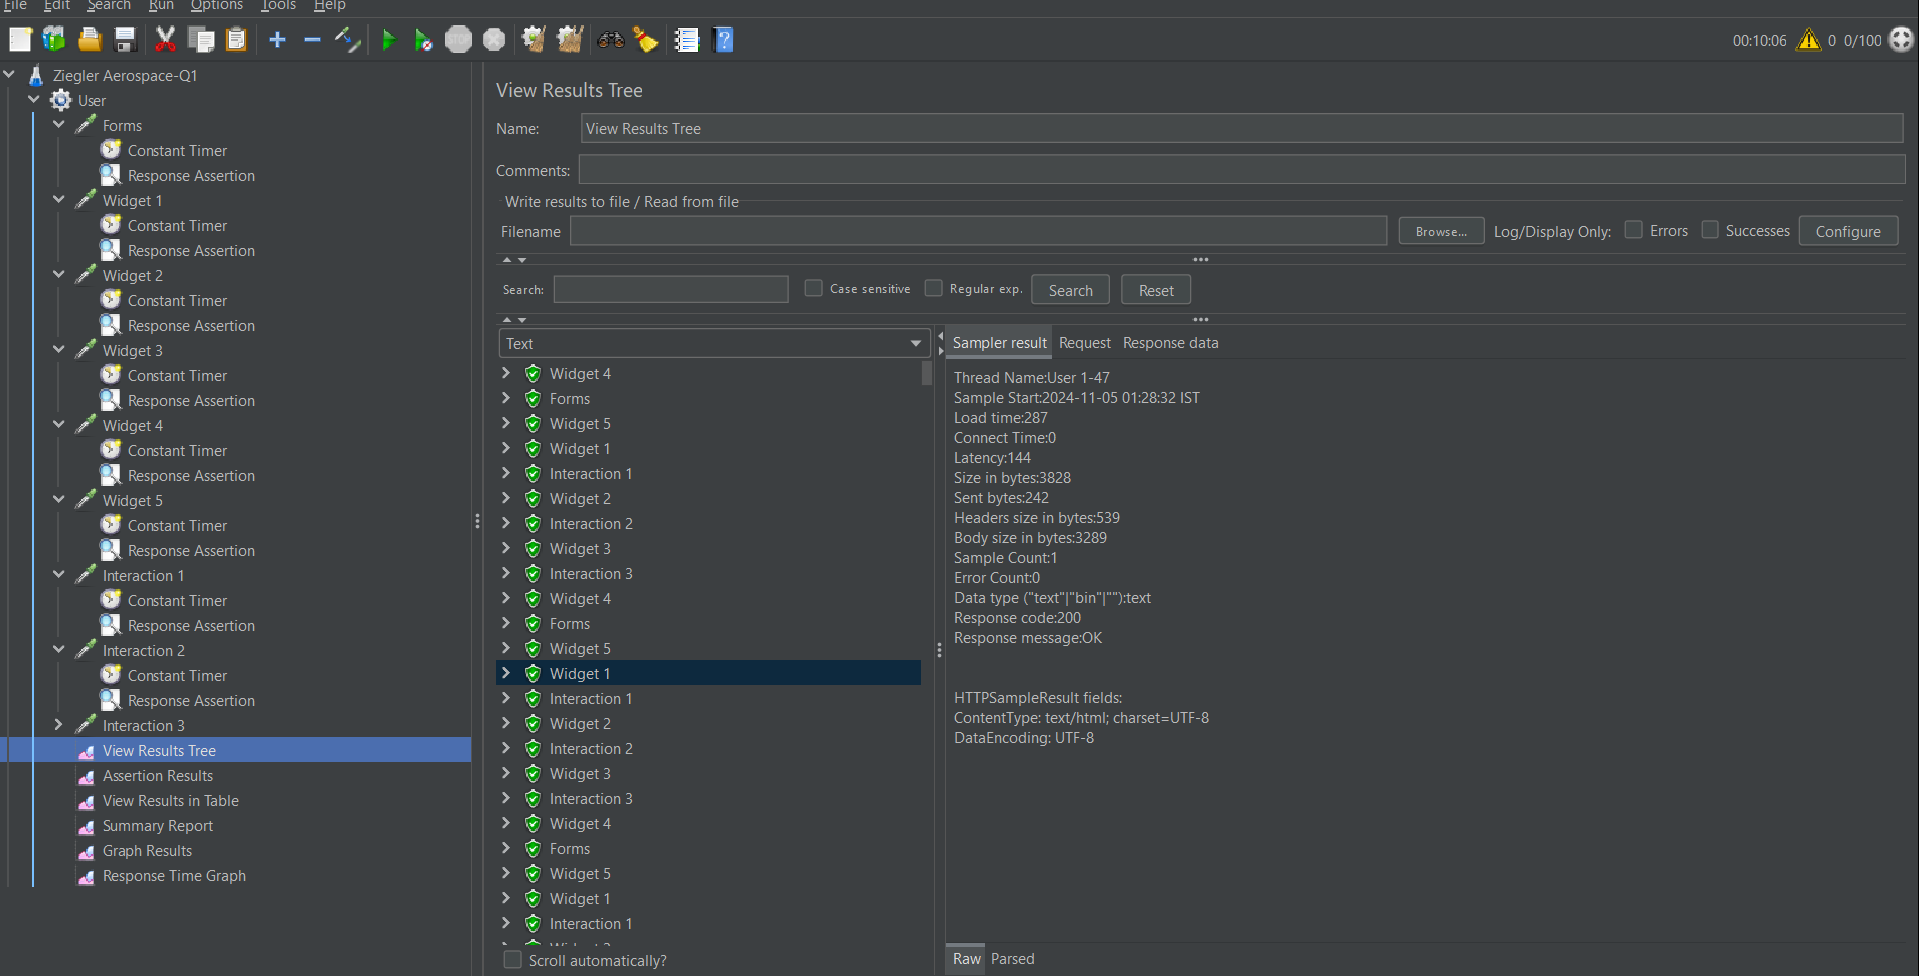 File Edit Search Run Options Tools Help
STOP
00:10:06 0 0/100
Ziegler Aerospace-Q1
User
Forms
Constant Timer
Response Assertion
Widget 1
Constant Timer
Response Assertion
Widget 2
Constant Timer
Response Assertion
Widget 3
Constant Timer
Response Assertion
Widget 4
Constant Timer
Response Assertion
Widget 5
Constant Timer
Response Assertion
Interaction 1
Constant Timer
Response Assertion
Interaction 2
Constant Timer
Response Assertion
Interaction 3
View Results Tree
Assertion Results
View Results in Table
Summary Report
Graph Results
Response Time Graph
View Results Tree
Name: View Results Tree
Comments:
Write results to file / Read from file
Filename Browse... Log/Display Only: Errors Successes Configure
Search: Case sensitive Regular exp. Search Reset
Text
Widget 4
Forms
Widget 5
Widget 1
Interaction 1
Widget 2
Interaction 2
Widget 3
Interaction 3
Widget 4
Forms
Widget 5
Widget 1
Interaction 1
Widget 2
Interaction 2
Widget 3
Interaction 3
Widget 4
Forms
Widget 5
Widget 1
Interaction 1
Scroll automatically?
Sampler result Request Response data
Thread Name:User 1-47
Sample Start:2024-11-05 01:28:32 IST
Load time:287
Connect Time:0
Latency:144
Size in bytes:3828
Sent bytes:242
Headers size in bytes:539
Body size in bytes:3289
Sample Count:1
Error Count:0
Data type ("text"|"bin"|""):text
Response code:200
Response message:OK
HTTPSampleResult fields:
ContentType: text/html; charset=UTF-8
DataEncoding: UTF-8
Raw Parsed